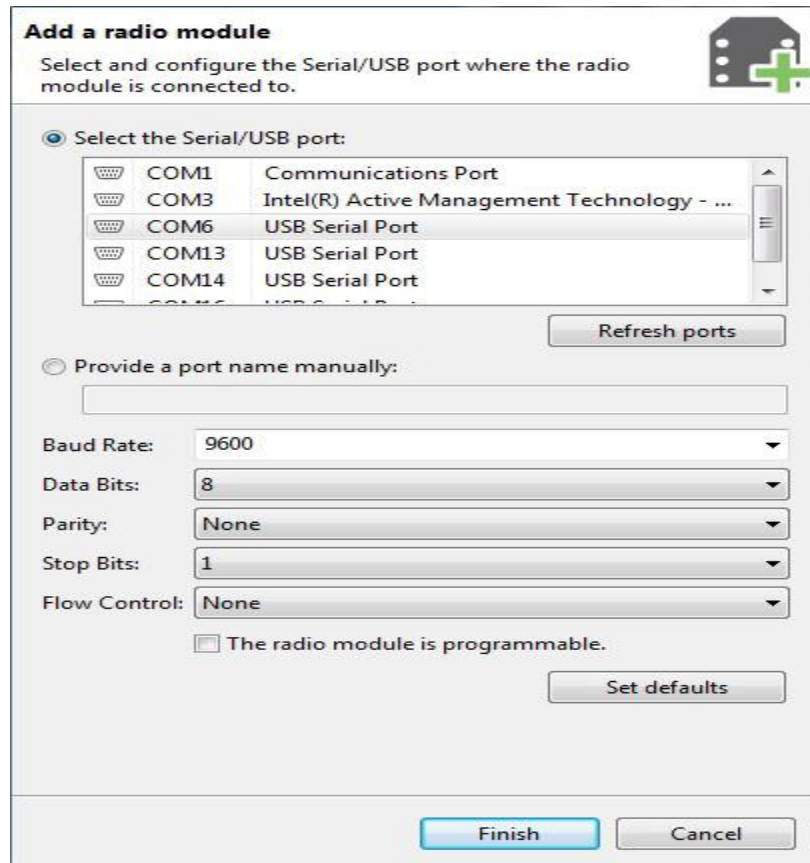 Add a radio module
Select and configure the Serial/USB port where the radio
module is connected to.
Select the Serial/USB port:
COM1 Communications Port
COM3 Intel(R) Active Management Technology - ...
COM6 USB Serial Port
COM13 USB Serial Port
COM14 USB Serial Port
Refresh ports
Provide a port name manually:
Baud Rate: 9600
Data Bits: 8
Parity: None
Stop Bits: 1
Flow Control: None
The radio module is programmable.
Set defaults
Finish Cancel